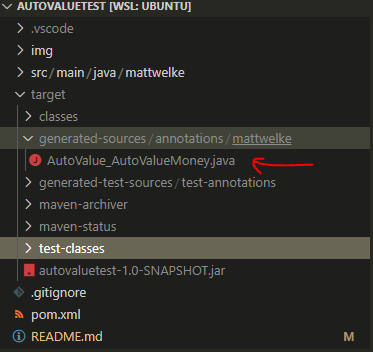 AUTOVALUETEST [WSL: UBUNTU]
.vscode
img
src/main/java/mattwelke
target
classes
generated-sources/annotations/mattwelke
AutoValue_AutoValueMoney.java
generated-test-sources/test-annotations
maven-archiver
maven-status
test-classes
autovaluetest-1.0-SNAPSHOT.jar
.gitignore
pom.xml
README.md M